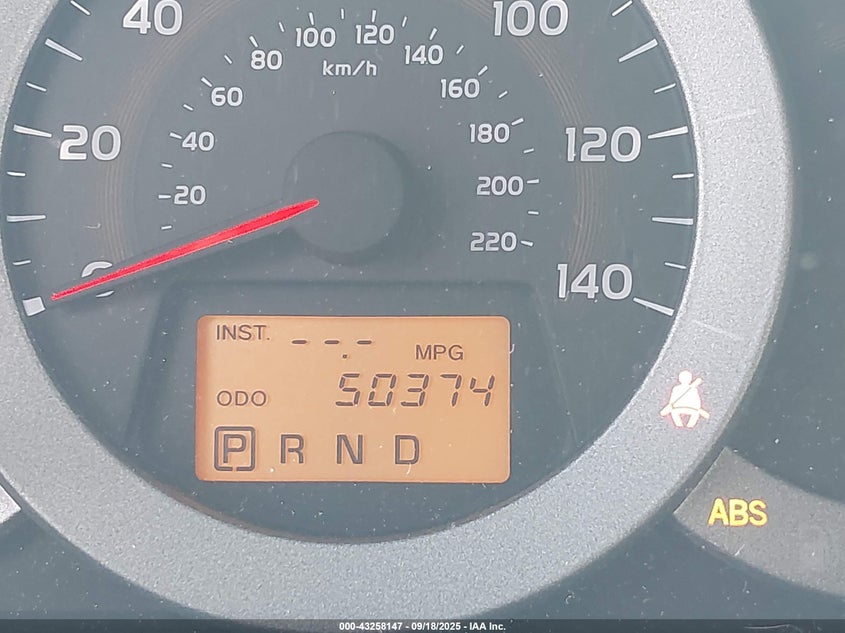 40 100
100 120
80 140
km/h
60 160
20 40 180 120
20 200
220
0 140
INST. --.- MPG
ODO 50374
P R N D
ABS
000-43258147 - 09/18/2025 - IAA Inc.